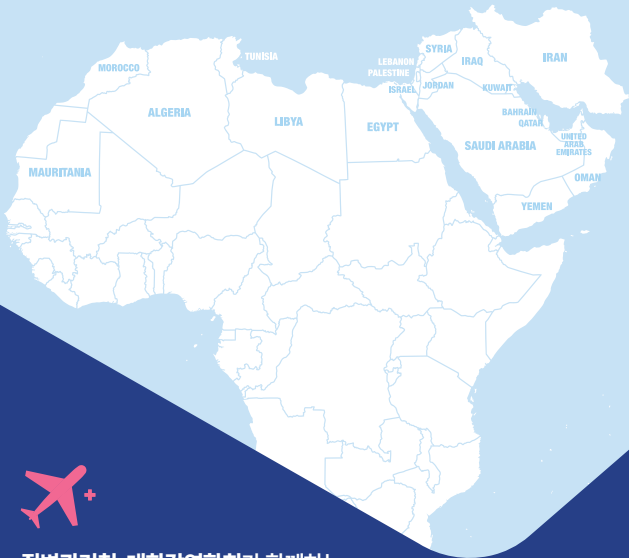 TUNISIA
MOROCCO
SYRIA
LEBANON
IRAQ
IRAN
PALESTINE
ISRAEL
JORDAN
KUWAIT
ALGERIA
LIBYA
EGYPT
BAHRAIN
QATAR
SAUDI ARABIA
UNITED
ARAB
EMIRATES
MAURITANIA
OMAN
YEMEN